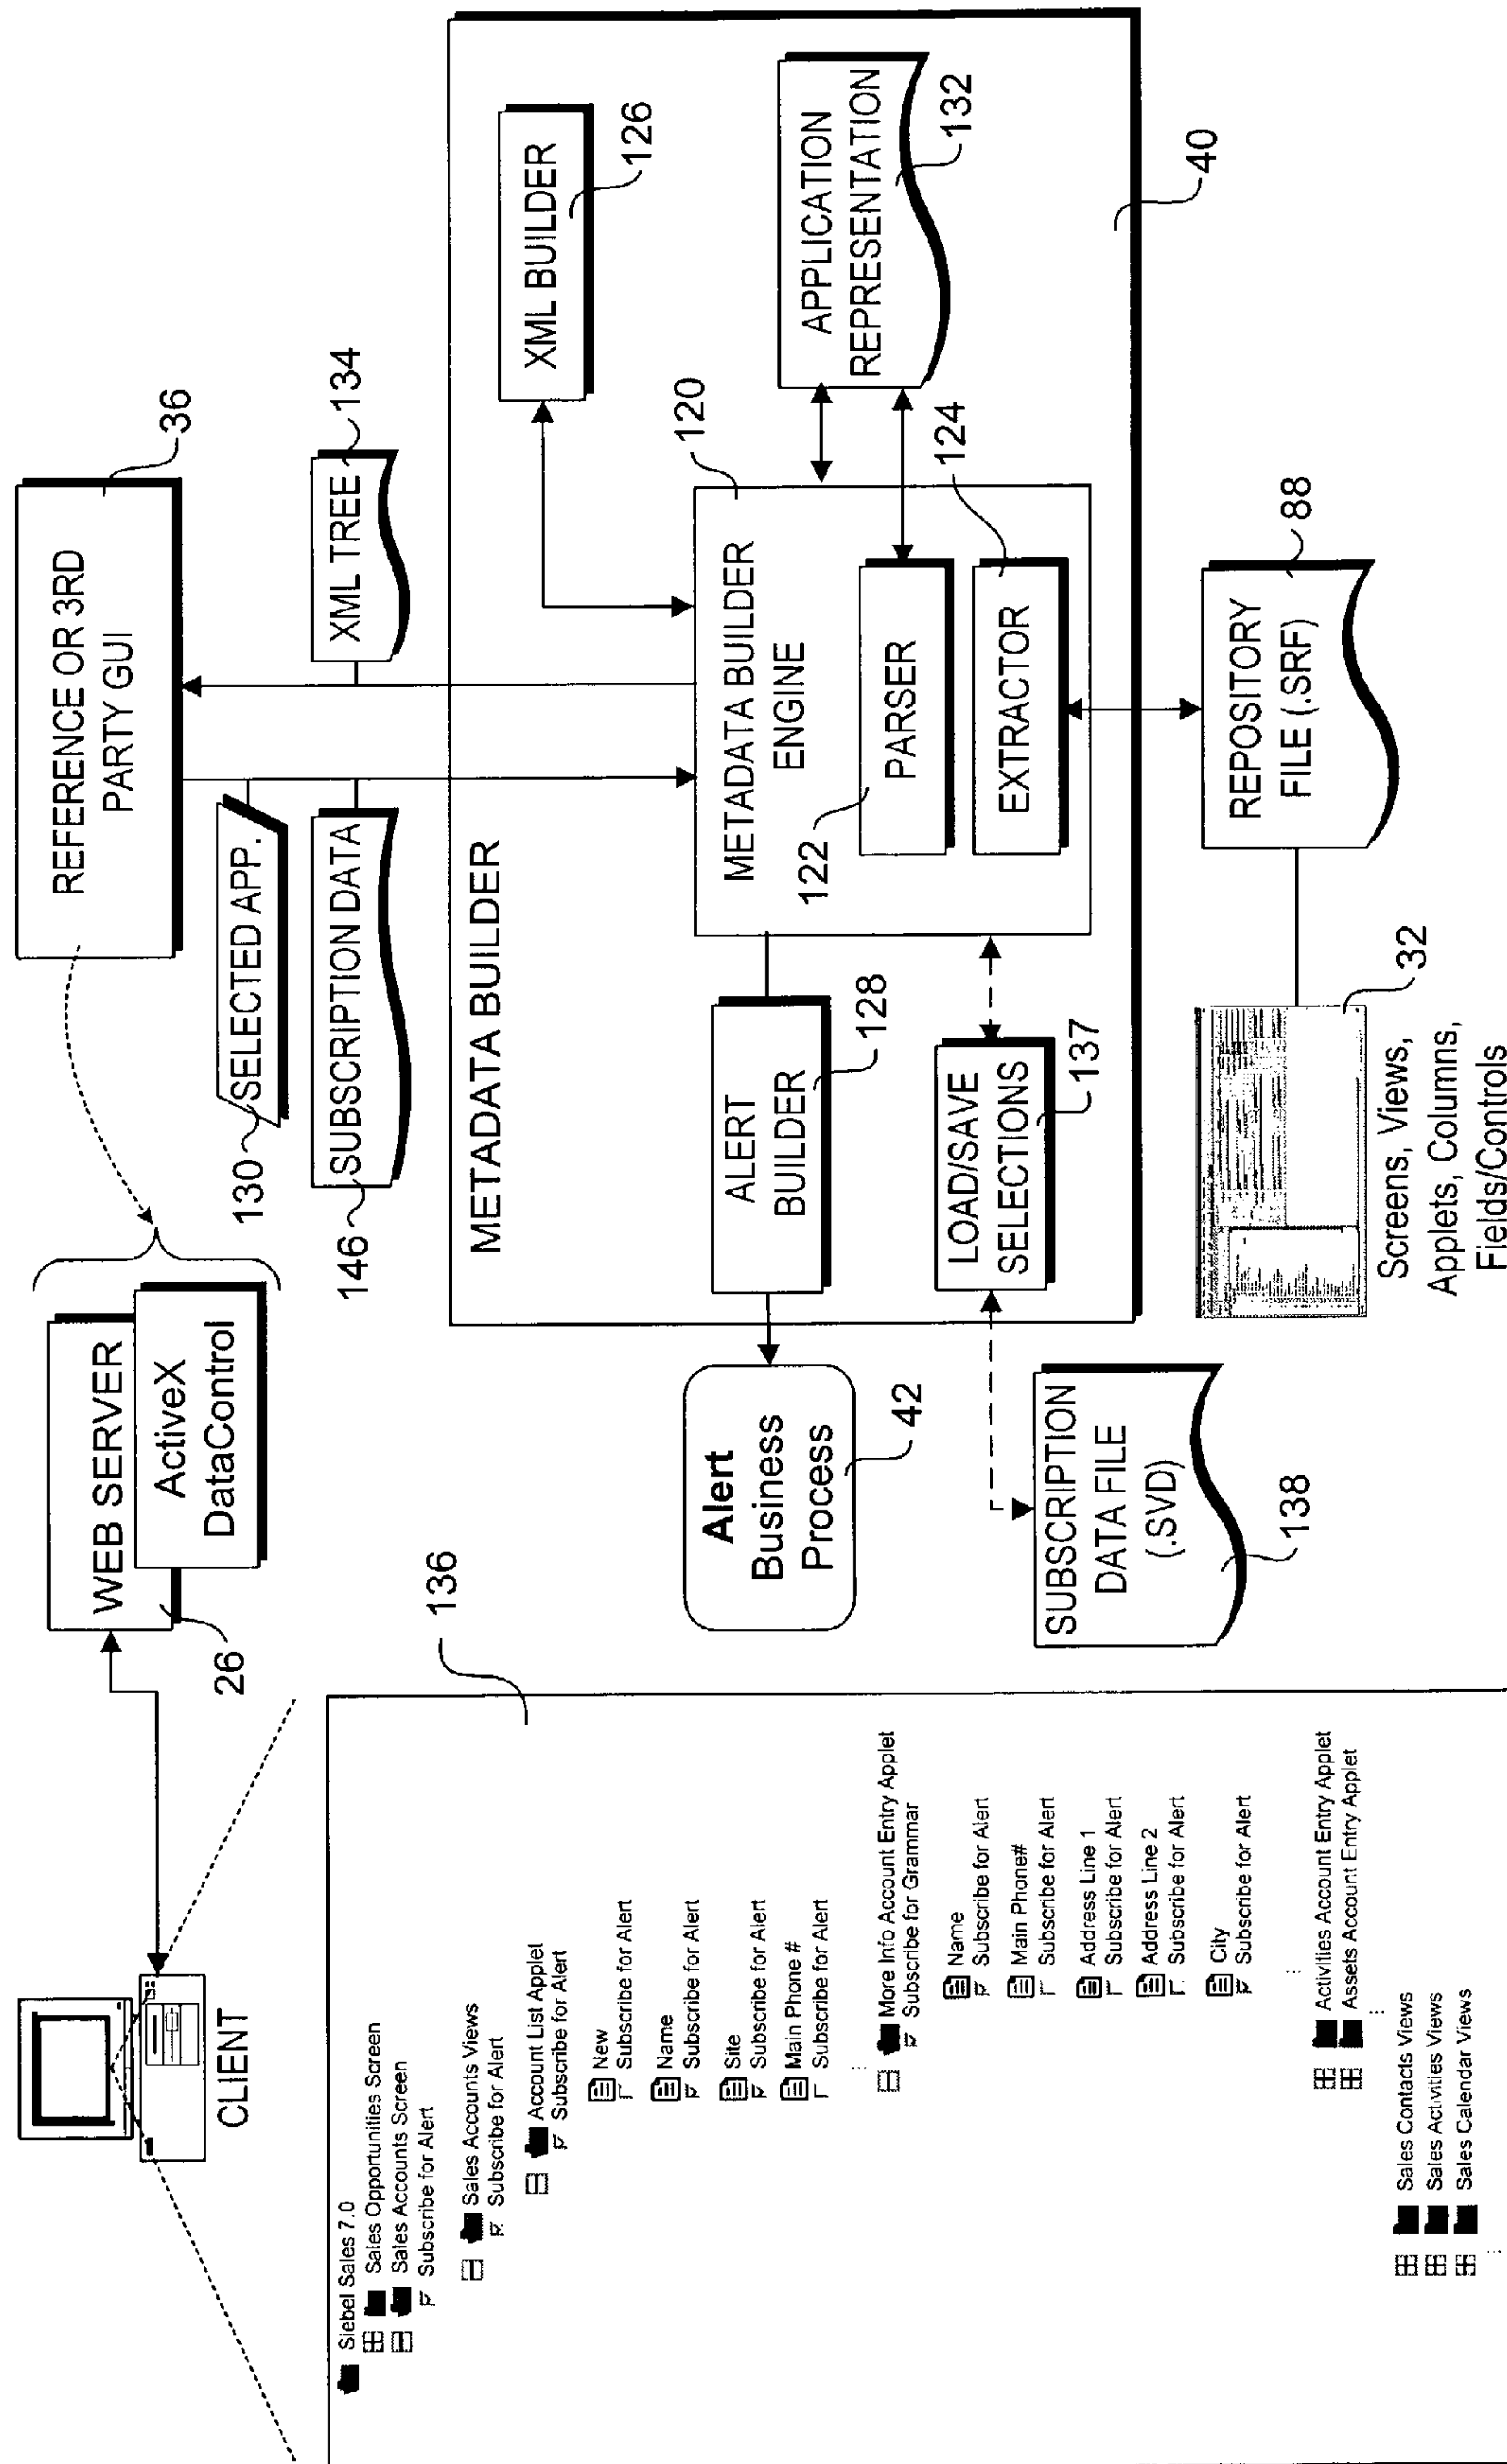 CLIENT
WEB SERVER
ActiveX
DataControl
26
REFERENCE OR 3RD
PARTY GUI
36
130
SELECTED APP.
146
SUBSCRIPTION DATA
XML TREE
134
METADATA BUILDER
XML BUILDER
126
120
METADATA BUILDER
ENGINE
122
PARSER
124
EXTRACTOR
APPLICATION
REPRESENTATION
132
ALERT
BUILDER
128
LOAD/SAVE
SELECTIONS
137
40
Alert
Business
Process
42
SUBSCRIPTION
DATA FILE
(.SVD)
138
REPOSITORY
FILE (.SRF)
88
32
Screens, Views,
Applets, Columns,
Fields/Controls
136
Siebel Sales 7.0
Sales Opportunities Screen
Sales Accounts Screen
Subscribe for Alert
Sales Accounts Views
Subscribe for Alert
Account List Applet
Subscribe for Alert
New
Subscribe for Alert
Name
Subscribe for Alert
Site
Subscribe for Alert
Main Phone #
Subscribe for Alert
More Info Account Entry Applet
Subscribe for Grammar
Name
Subscribe for Alert
Main Phone#
Subscribe for Alert
Address Line 1
Subscribe for Alert
Address Line 2
Subscribe for Alert
City
Subscribe for Alert
Activities Account Entry Applet
Assets Account Entry Applet
Sales Contacts Views
Sales Activities Views
Sales Calendar Views